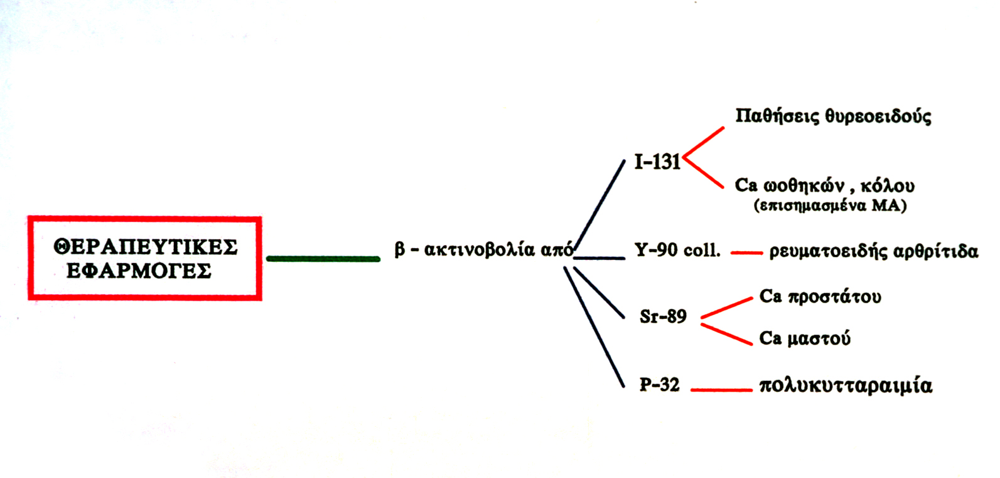 ΘΕΡΑΠΕΥΤΙΚΕΣ
ΕΦΑΡΜΟΓΕΣ
β - ακτινοβολία από
I-131
Παθήσεις θυρεοειδούς
Ca ωοθηκών , κόλου
(επισημασμένα ΜΑ)
Y-90 coll.
ρευματοειδής αρθρίτιδα
Sr-89
Ca προστάτου
Ca μαστού
P-32
πολυκυτταραιμία